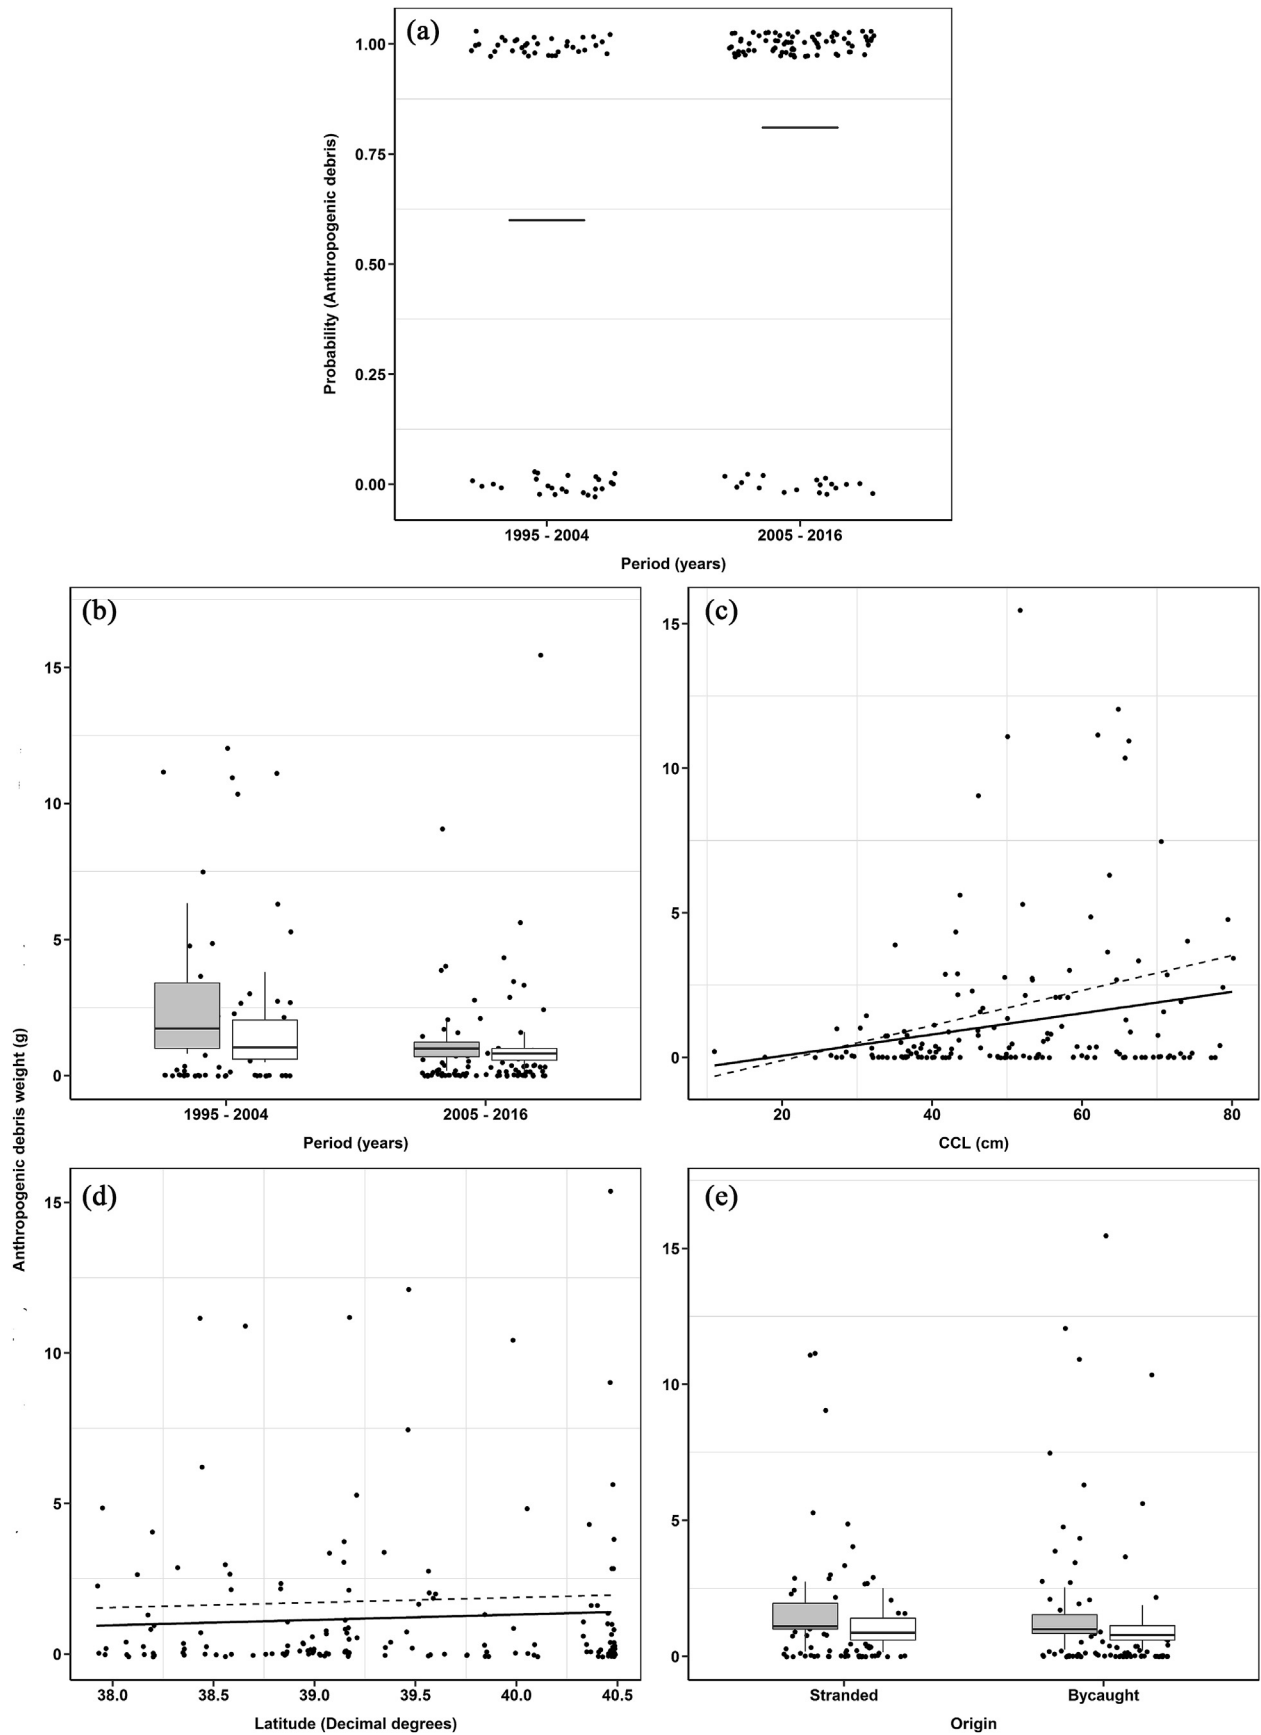 (a)
Probability (Anthropogenic debris)
1.00
0.75
0.50
0.25
0.00
1995 - 2004
2005 - 2016
Period (years)
Anthropogenic debris weight (g)
(b)
15
10
5
0
1995 - 2004
2005 - 2016
Period (years)
(c)
15
10
5
0
20
40
60
80
CCL (cm)
(d)
15
10
5
0
38.0
38.5
39.0
39.5
40.0
40.5
Latitude (Decimal degrees)
(e)
15
10
5
0
Stranded
Bycaught
Origin